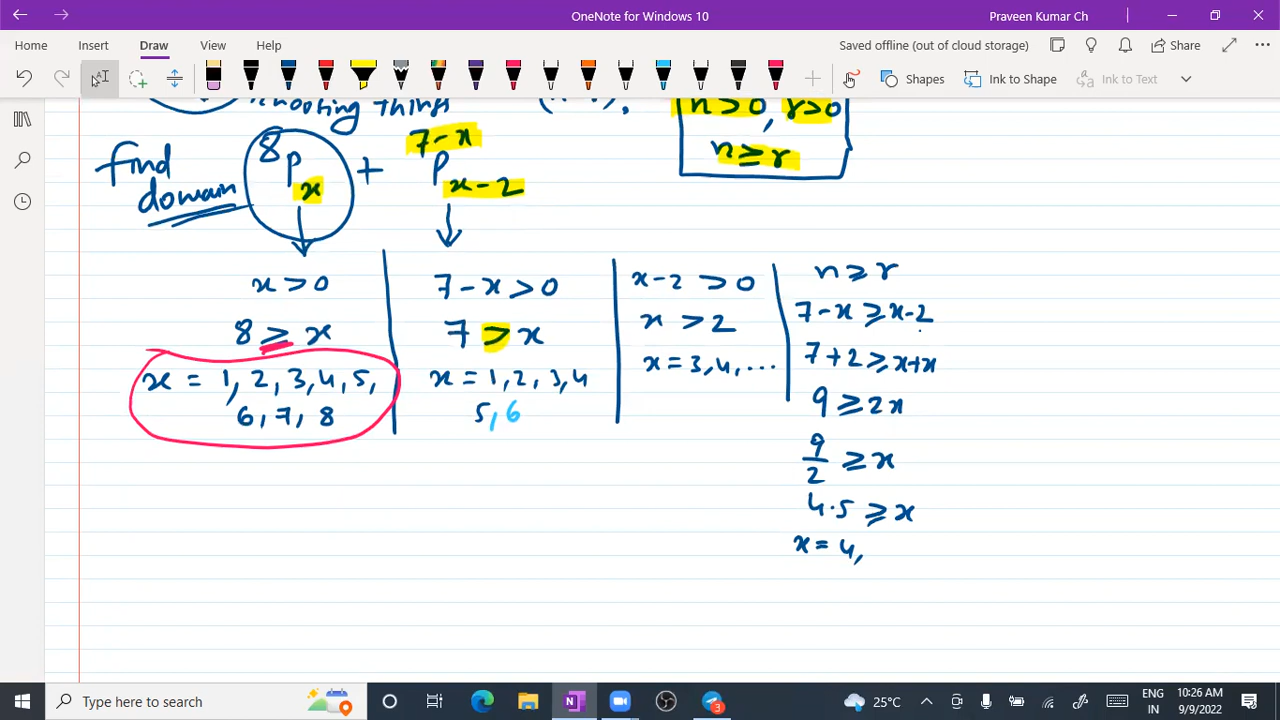 OneNote for Windows 10
Praveen Kumar Ch
Home Insert Draw View Help
Saved offline (out of cloud storage)
Share
Shapes
Ink to Shape
Ink to Text
n > 0, r > 0
n ≥ r
Find domain
8Px + 7-xPx-2
x > 0
8 ≥ x
x = 1, 2, 3, 4, 5,
6, 7, 8
7 - x > 0
7 > x
x = 1, 2, 3, 4
5, 6
x - 2 > 0
x > 2
x = 3, 4, ...
n ≥ r
7 - x ≥ x - 2
7 + 2 ≥ x + x
9 ≥ 2x
9/2 ≥ x
4.5 ≥ x
x = 4,
Type here to search
3
25°C
ENG
IN
10:26 AM
9/9/2022